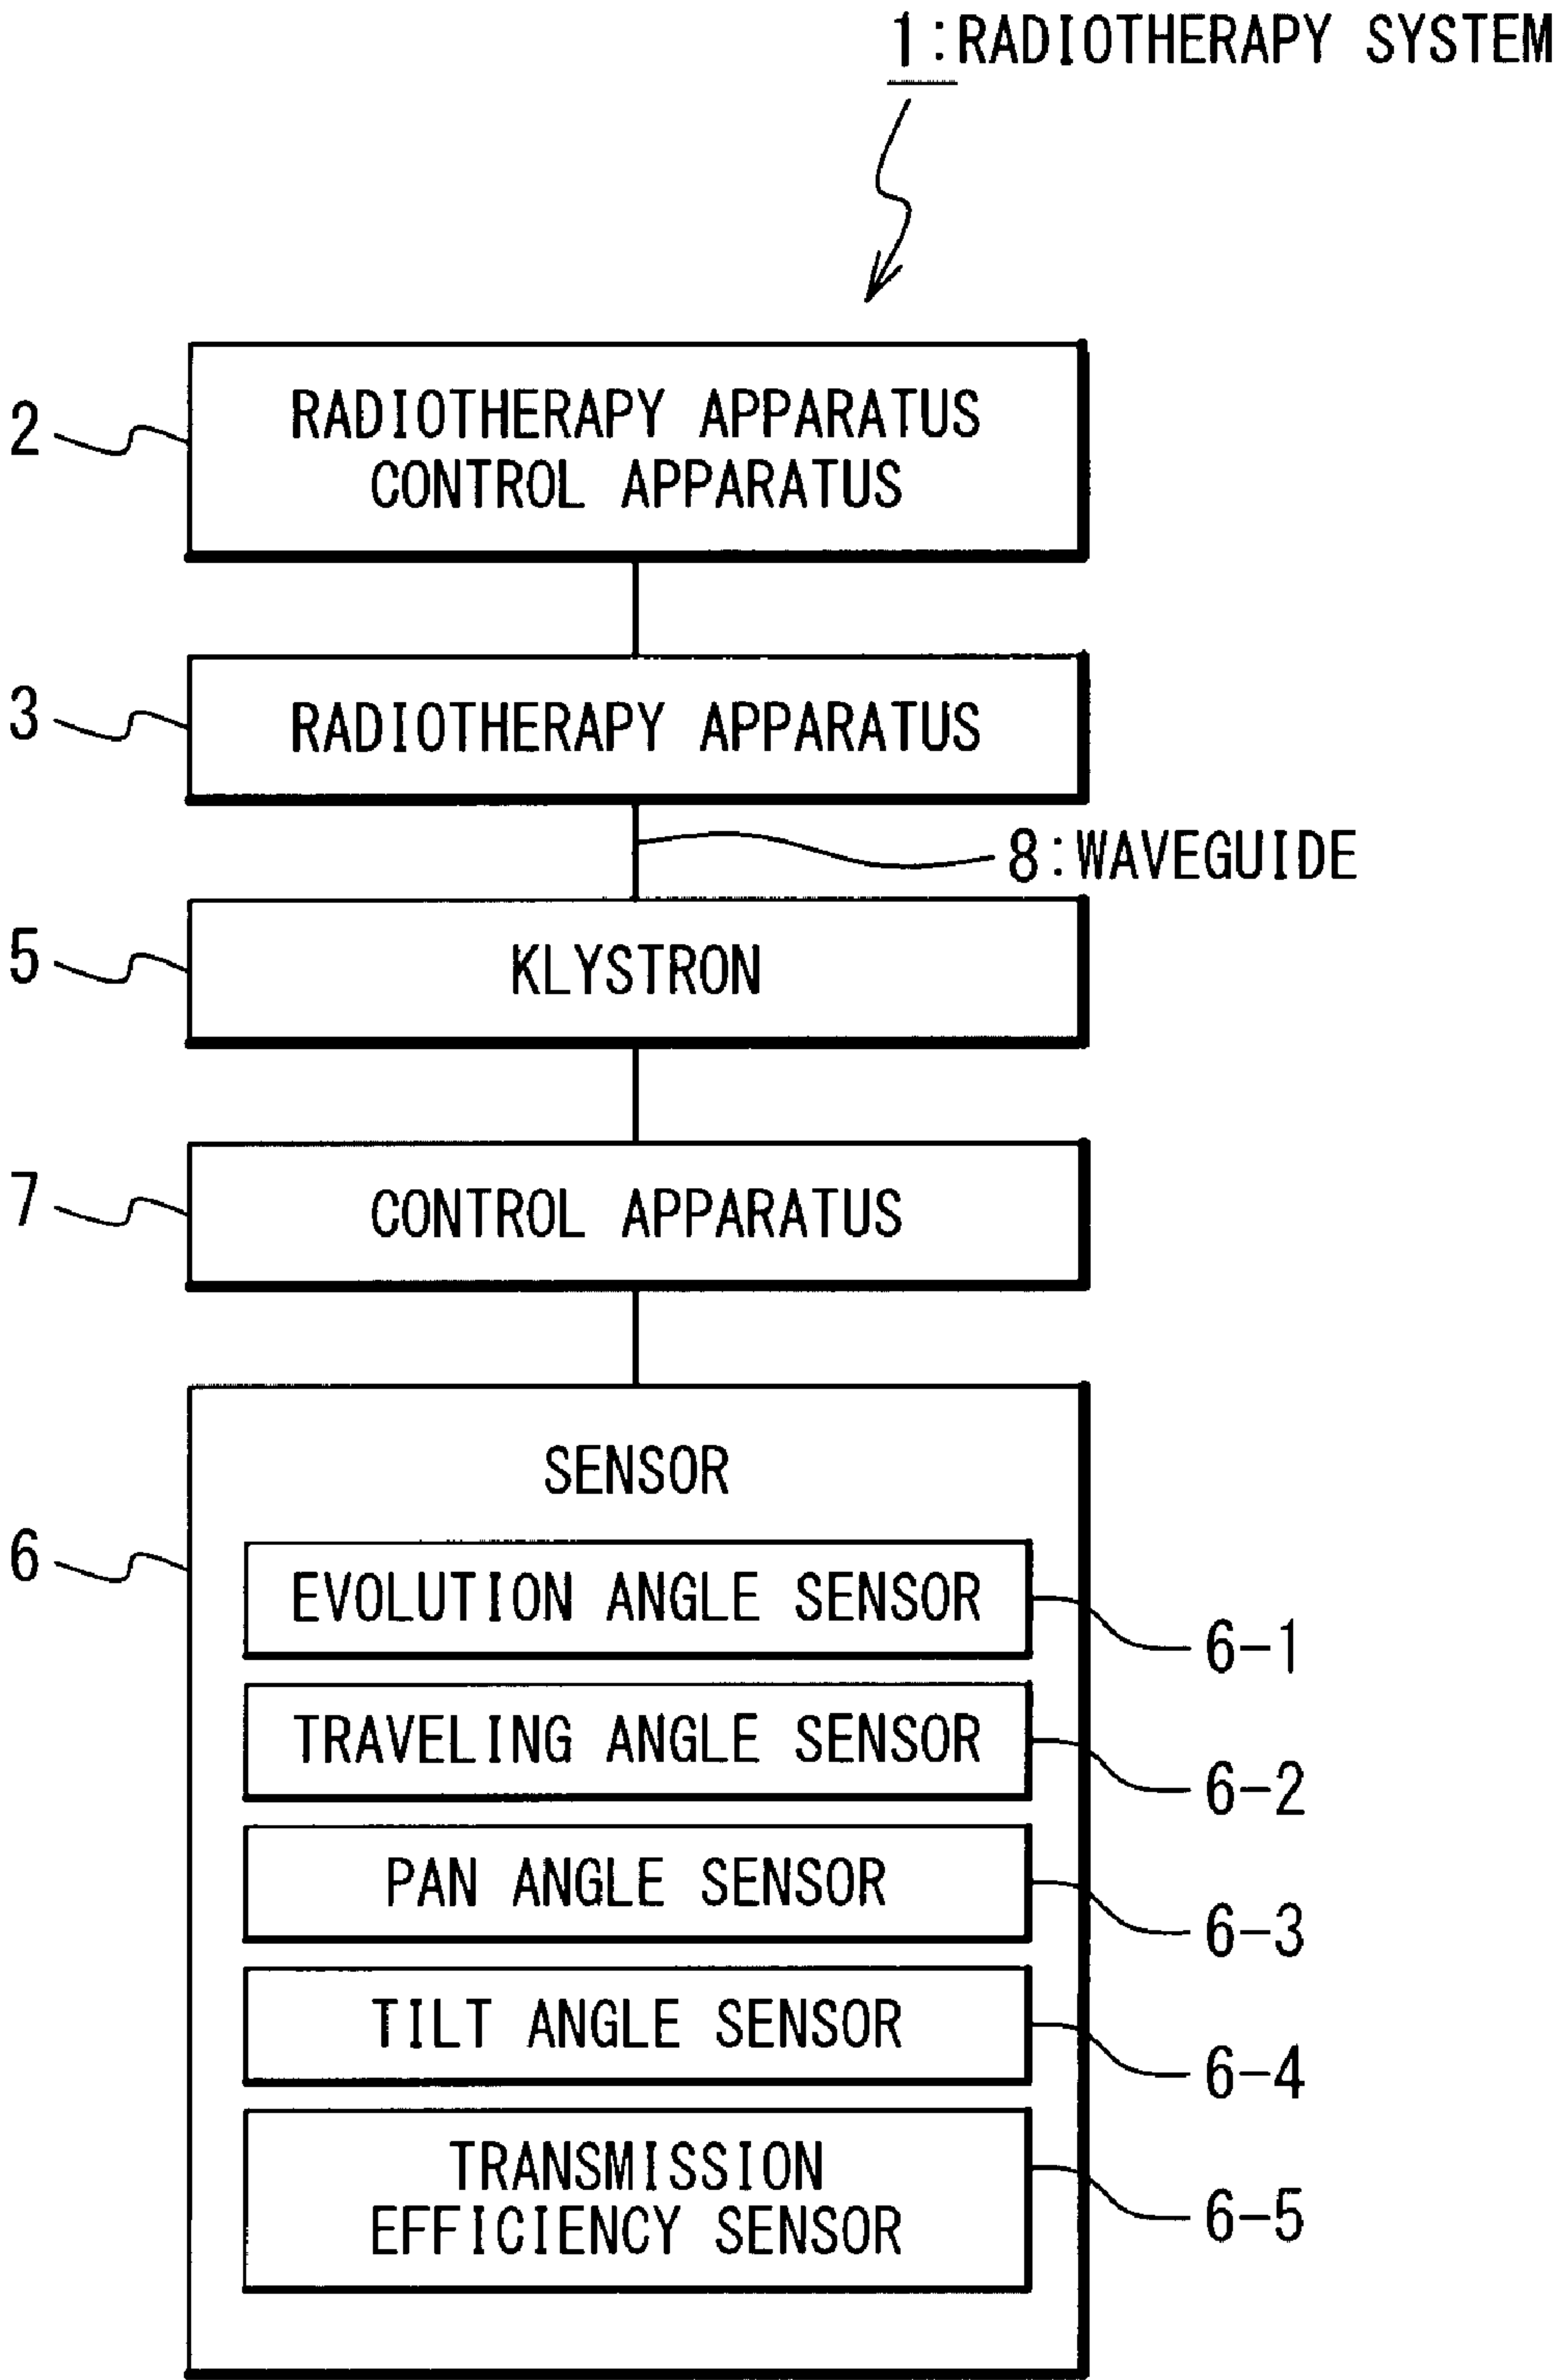 1:RADIOTHERAPY SYSTEM
2
RADIOTHERAPY APPARATUS
CONTROL APPARATUS
3
RADIOTHERAPY APPARATUS
8:WAVEGUIDE
5
KLYSTRON
7
CONTROL APPARATUS
SENSOR
6
EVOLUTION ANGLE SENSOR
6-1
TRAVELING ANGLE SENSOR
6-2
PAN ANGLE SENSOR
6-3
TILT ANGLE SENSOR
6-4
TRANSMISSION
EFFICIENCY SENSOR
6-5